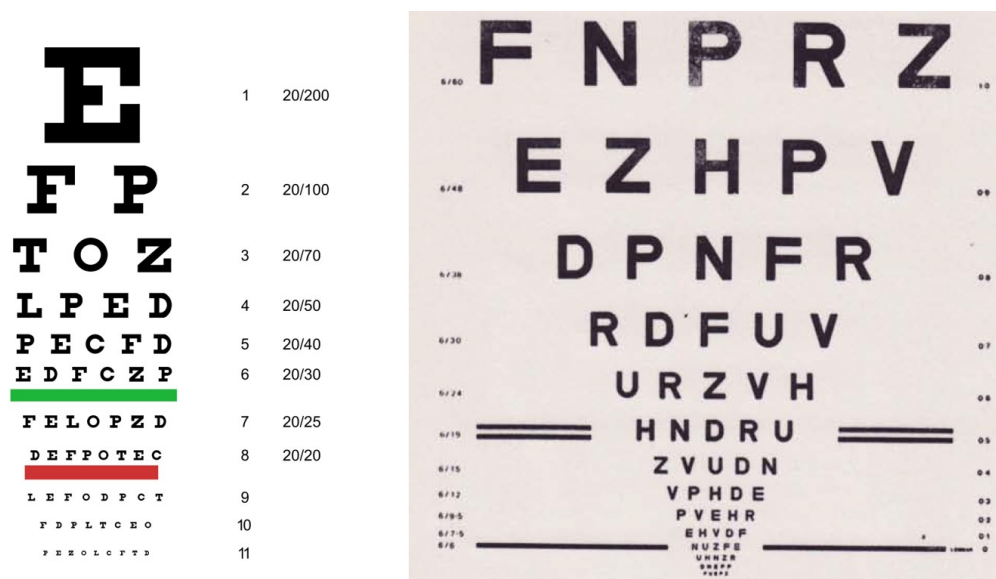 E 1 20/200
F P 2 20/100
T O Z 3 20/70
L P E D 4 20/50
P E C F D 5 20/40
E D F C Z P 6 20/30
F E L O P Z D 7 20/25
D E F P O T E C 8 20/20
L E F O D P C T 9
F D P L T C E O 10
P E Z O L C F T D 11
6/60 F N P R Z 1 0
6/48 E Z H P V 0 9
6/38 D P N F R 0 8
6/30 R D F U V 0 7
6/24 U R Z V H 0 6
6/19 H N D R U 0 5
6/15 Z V U D N 0 4
6/12 V P H D E 0 3
6/9·5 P V E H R 0 2
6/7·5 E H V D F 0 1
6/6 N U Z F E 0
U H N Z R